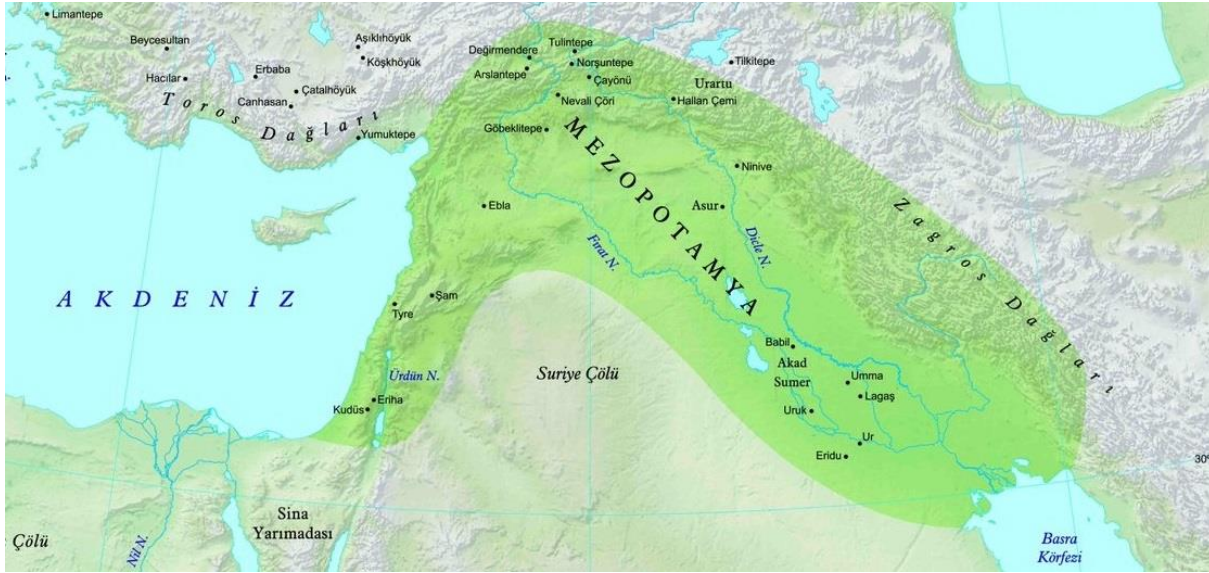 Limantepe
Beycesultan
Aşıklıhöyük
Köşkhöyük
Hacılar
Erbaba
Çatalhöyük
Canhasan
Toros Dağları
Yumuktepe
Değirmendere
Tulintepe
Arslantepe
Norşuntepe
Çayönü
Tilkitepe
Urartu
Nevali Çöri
Hallan Çemi
Göbeklitepe
MEZOPOTAMYA
Ninive
Ebla
Asur
Zagros Dağları
Fırat N.
Dicle N.
AKDENİZ
Şam
Tyre
Babil
Akad
Sumer
Suriye Çölü
Ürdün N.
Umma
Lagaş
Eriha
Kudüs
Uruk
Ur
Eridu
30º
Sina
Yarımadası
Çölü
Nil N.
Basra
Körfezi